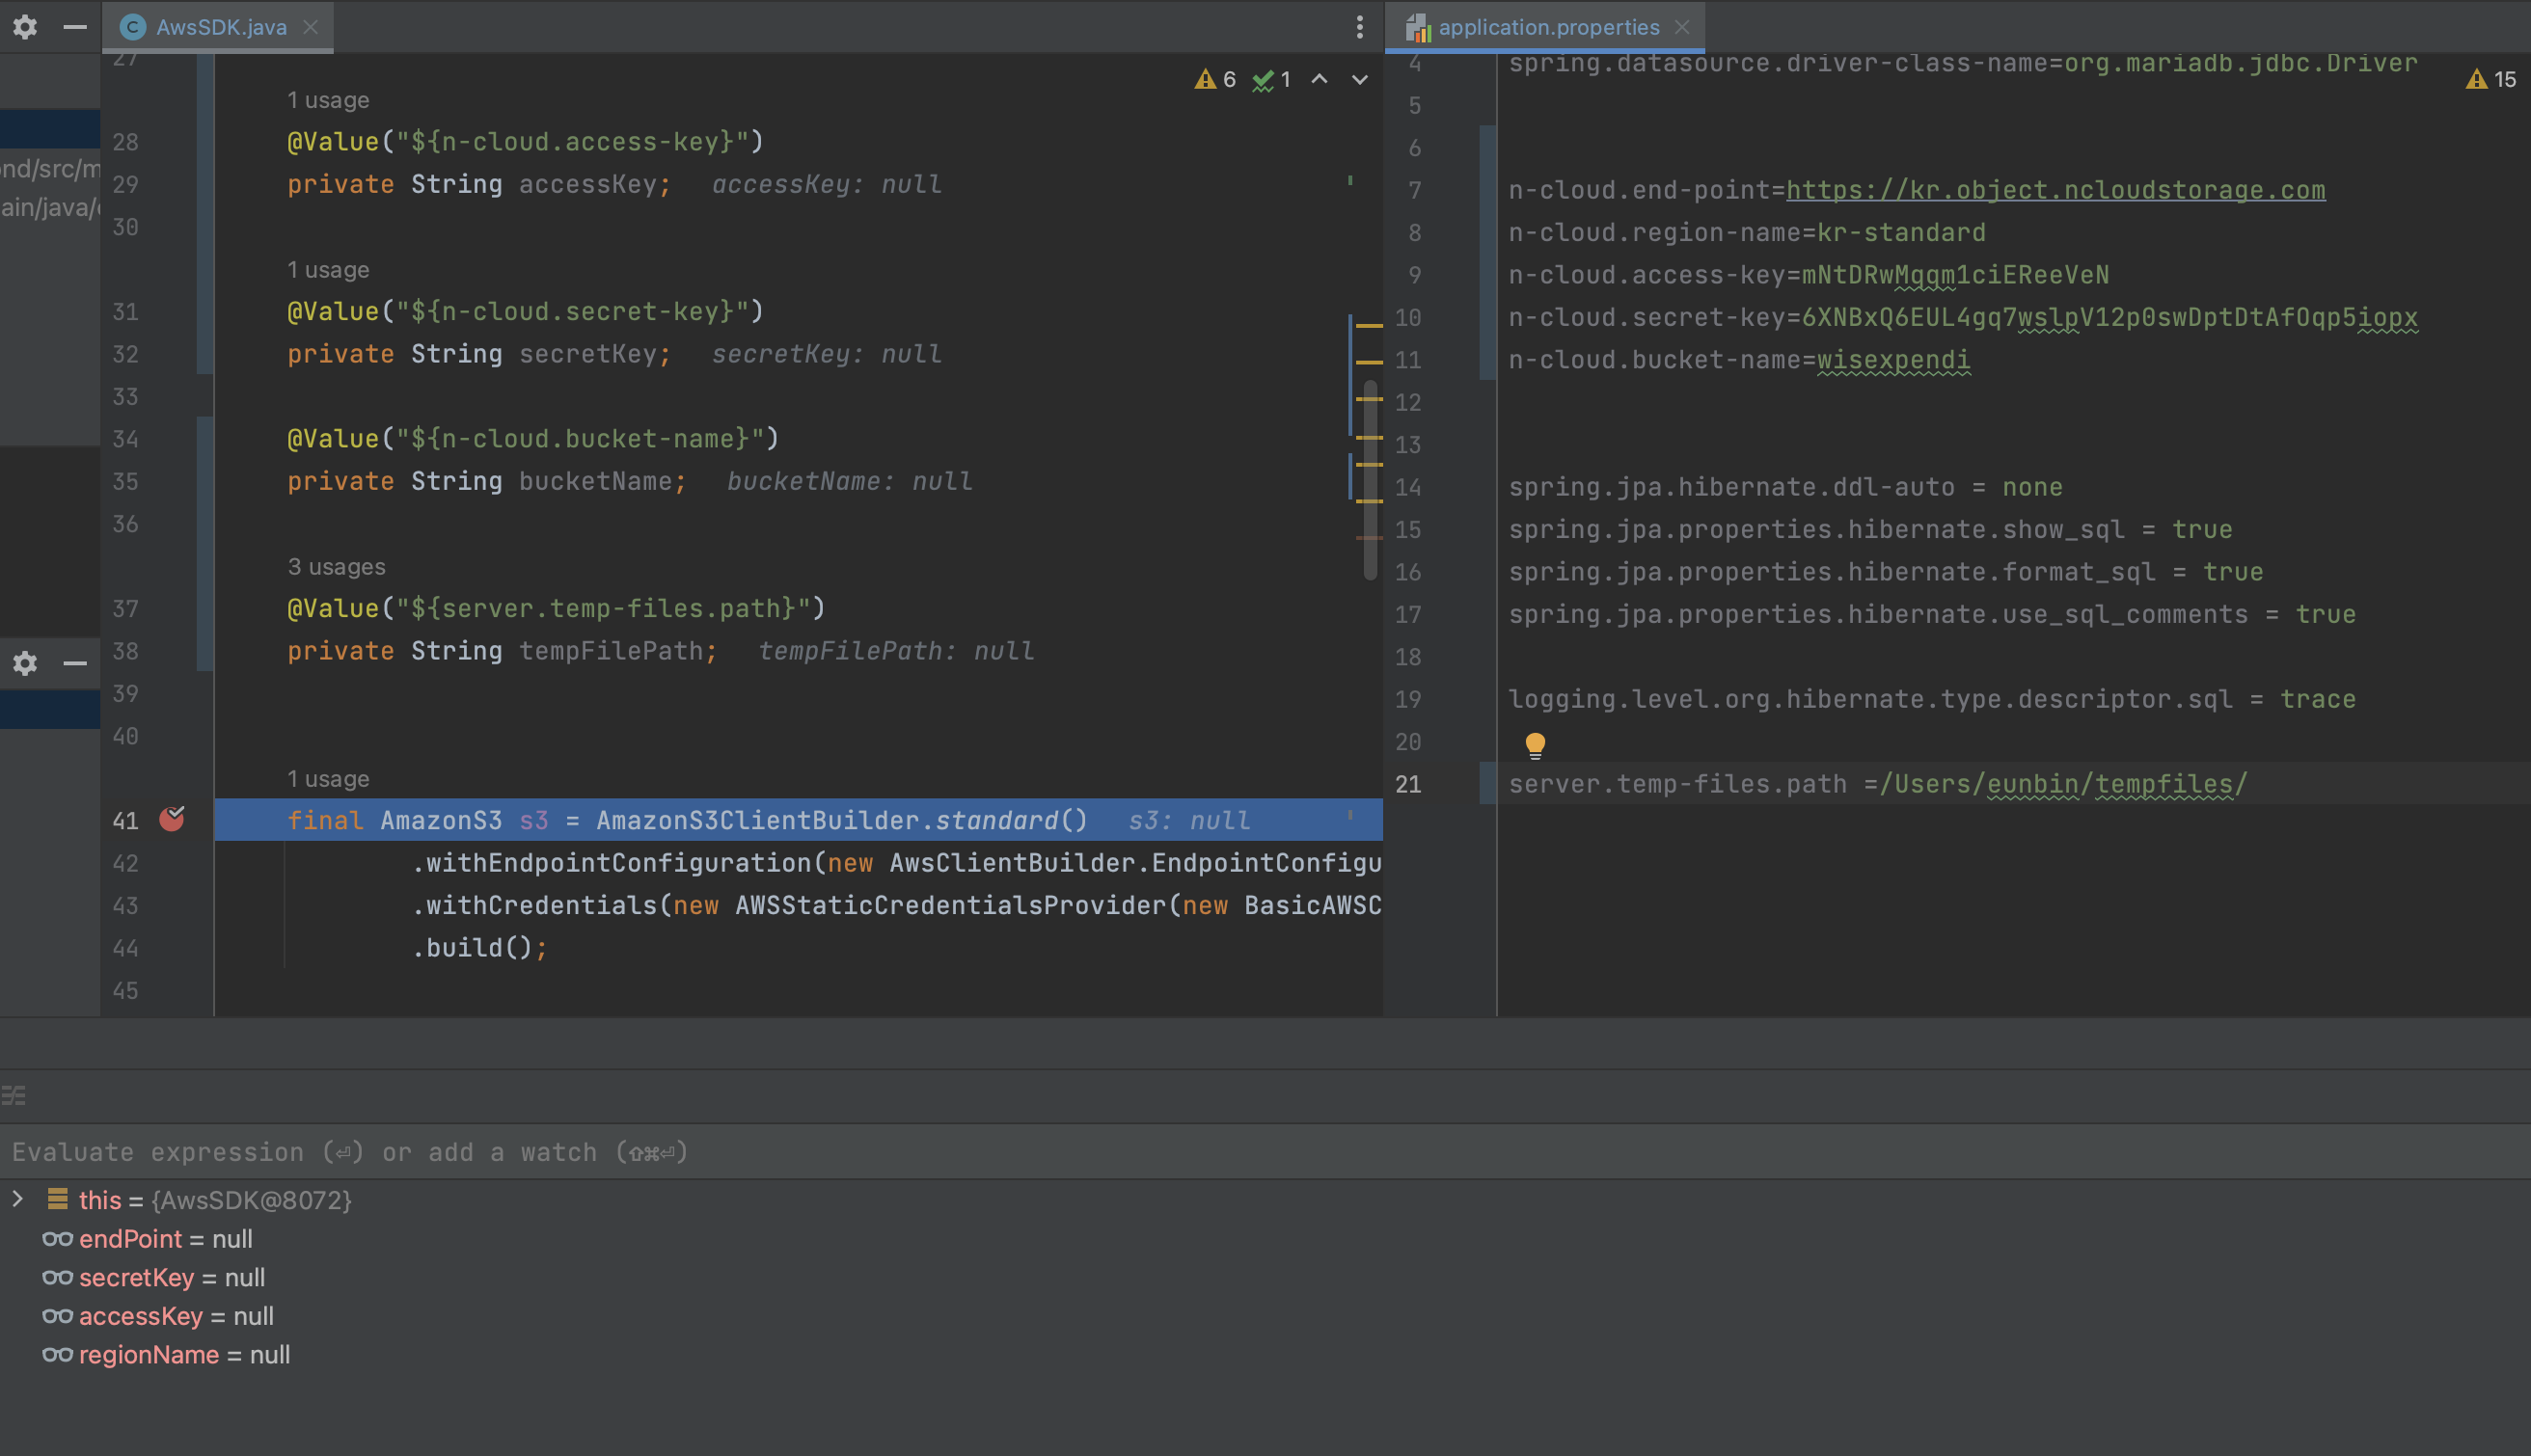 AwsSDK.java
27
1 usage
28 @Value("${n-cloud.access-key}")
29 private String accessKey; accessKey: null
30
1 usage
31 @Value("${n-cloud.secret-key}")
32 private String secretKey; secretKey: null
33
34 @Value("${n-cloud.bucket-name}")
35 private String bucketName; bucketName: null
36
3 usages
37 @Value("${server.temp-files.path}")
38 private String tempFilePath; tempFilePath: null
39
40
1 usage
41 final AmazonS3 s3 = AmazonS3ClientBuilder.standard() s3: null
42 .withEndpointConfiguration(new AwsClientBuilder.EndpointConfigu
43 .withCredentials(new AWSStaticCredentialsProvider(new BasicAWSC
44 .build();
45
6 1
nd/src/m
ain/java/
application.properties
15
4 spring.datasource.driver-class-name=org.mariadb.jdbc.Driver
5
6
7 n-cloud.end-point=https://kr.object.ncloudstorage.com
8 n-cloud.region-name=kr-standard
9 n-cloud.access-key=mNtDRwMqqm1ciEReeVeN
10 n-cloud.secret-key=6XNBxQ6EUL4gq7wslpV12p0swDptDtAfOqp5iopx
11 n-cloud.bucket-name=wisexpendi
12
13
14 spring.jpa.hibernate.ddl-auto = none
15 spring.jpa.properties.hibernate.show_sql = true
16 spring.jpa.properties.hibernate.format_sql = true
17 spring.jpa.properties.hibernate.use_sql_comments = true
18
19 logging.level.org.hibernate.type.descriptor.sql = trace
20
21 server.temp-files.path =/Users/eunbin/tempfiles/
Evaluate expression (⏎) or add a watch (⇧⌘⏎)
this = {AwsSDK@8072}
endPoint = null
secretKey = null
accessKey = null
regionName = null